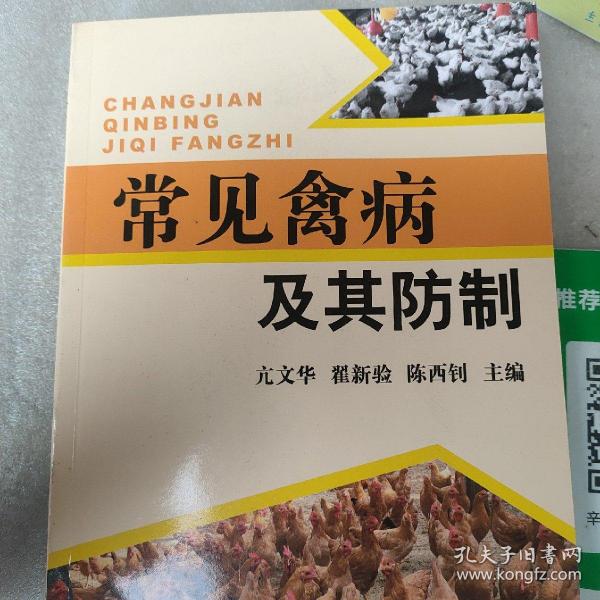 CHANGJIAN
QINBING
JIQI FANGZHI
常见禽病
及其防制
亢文华 翟新验 陈西钊 主编
推荐
辛
孔夫子旧书网
www.kongfz.com